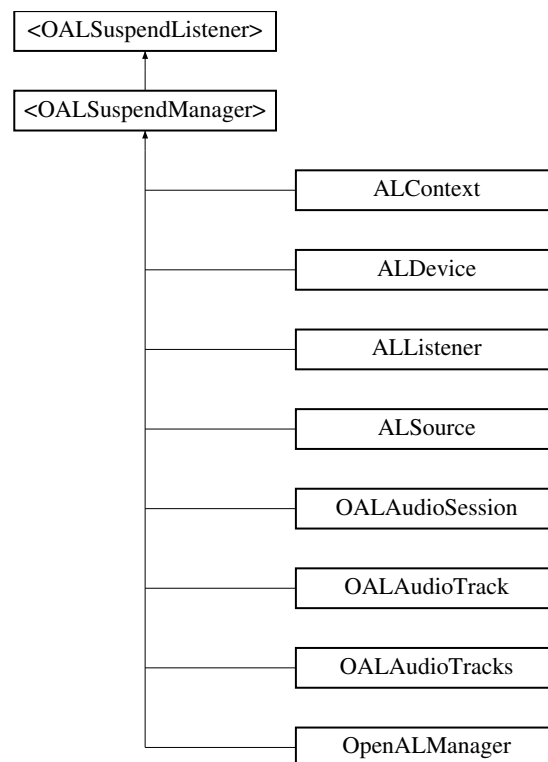 <OALSuspendListener>
<OALSuspendManager>
ALContext
ALDevice
ALListener
ALSource
OALAudioSession
OALAudioTrack
OALAudioTracks
OpenALManager